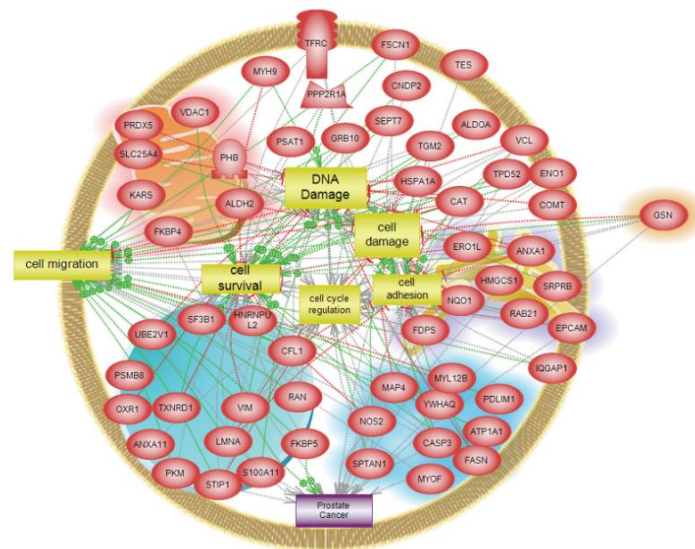 TFRC
FSCN1
MYH9
TES
PPP2R1A
CNDP2
VDAC1
PRDX5
SEPT7
ALDOA
GRB10
PSAT1
TGM2
VCL
SLC25A4
PHB
DNA
Damage
HSPA1A
TPD52
ENO1
KARS
ALDH2
CAT
COMT
GSN
FKBP4
cell
damage
ERO1L
ANXA1
cell migration
cell
survival
cell
adhesion
HMGCS1
SRPRB
cell cycle
regulation
NQO1
RAB21
SF3B1
HNRNPU
L2
UBE2V1
FDPS
EPCAM
CFL1
IQGAP1
PSMB8
MAP4
MYL12B
RAN
YWHAQ
PDLIM1
OXR1
TXNRD1
VIM
NOS2
ATP1A1
ANXA11
LMNA
FKBP5
CASP3
SPTAN1
FASN
PKM
S100A11
STIP1
MYOF
Prostate
Cancer